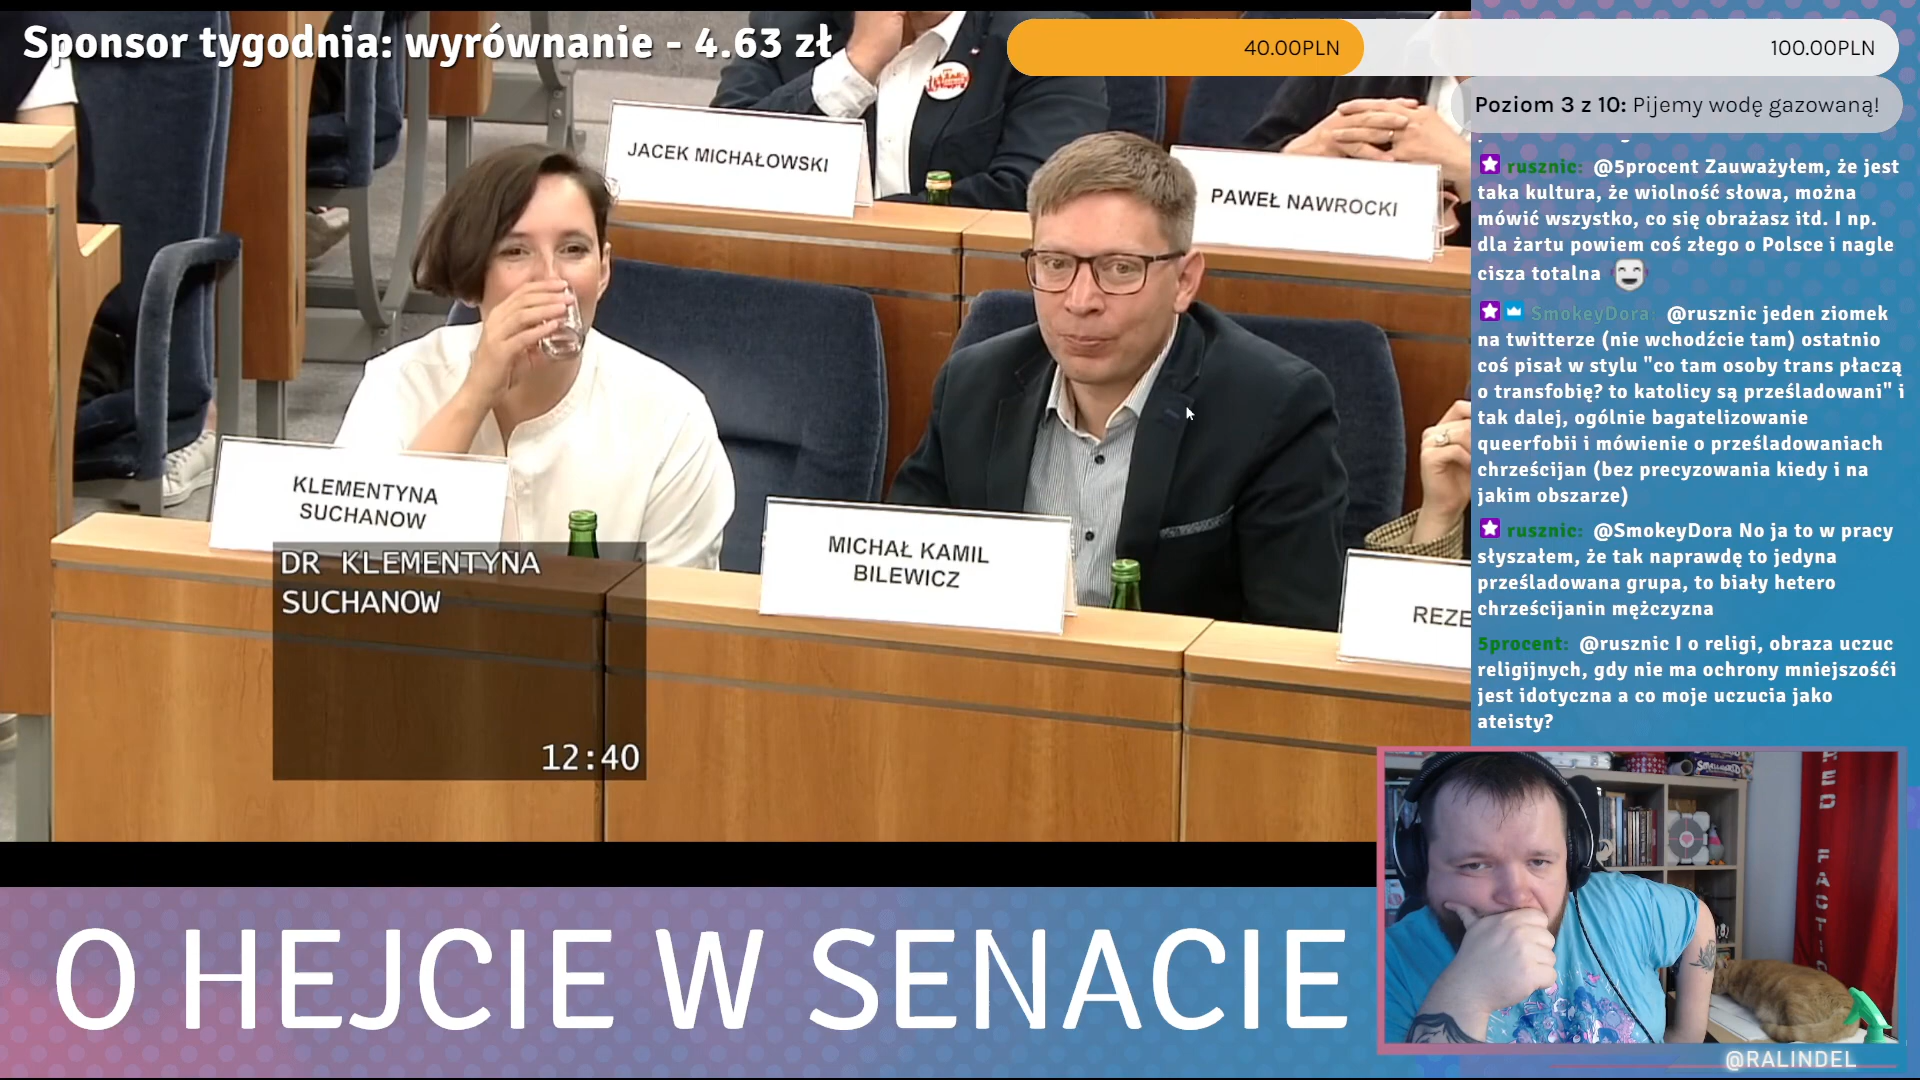 Sponsor tygodnia: wyrównanie - 4.63 zł
40.00PLN
100.00PLN
Poziom 3 z 10: Pijemy wodę gazowaną!
JACEK MICHAŁOWSKI
PAWEŁ NAWROCKI
KLEMENTYNA
SUCHANOW
MICHAŁ KAMIL
BILEWICZ
REZE
DR KLEMENTYNA
SUCHANOW
12:40
rusznic: @5procent Zauważyłem, że jest
taka kultura, że wiolność słowa, można
mówić wszystko, co się obrażasz itd. I np.
dla żartu powiem coś złego o Polsce i nagle
cisza totalna
SmokeyDora: @rusznic jeden ziomek
na twitterze (nie wchodźcie tam) ostatnio
coś pisał w stylu "co tam osoby trans płaczą
o transfobię? to katolicy są prześladowani" i
tak dalej, ogólnie bagatelizowanie
queerfobii i mówienie o prześladowaniach
chrześcijan (bez precyzowania kiedy i na
jakim obszarze)
rusznic: @SmokeyDora No ja to w pracy
słyszałem, że tak naprawdę to jedyna
prześladowana grupa, to biały hetero
chrześcijanin mężczyzna
5procent: @rusznic I o religi, obraza uczuc
religijnych, gdy nie ma ochrony mniejszośći
jest idotyczna a co moje uczucia jako
ateisty?
O HEJCIE W SENACIE
@RALINDEL